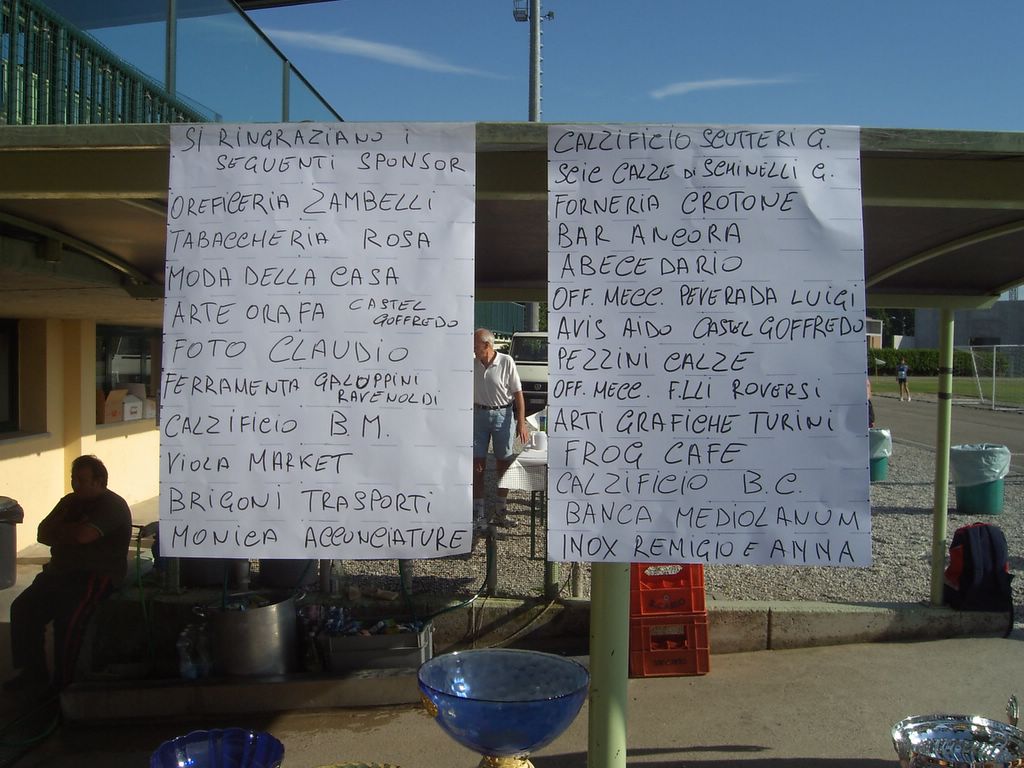 SI RINGRAZIANO i
SEGUENTI SPONSOR
OREFICERIA ZAMBELLI
TABACCHERIA ROSA
MODA DELLA CASA
ARTE ORAFA CASTEL
GOFFREDO
FOTO CLAUDIO
FERRAMENTA GALUPPINI
RAVENOLDI
CALZIFICIO B.M.
VIOLA MARKET
BRIGONI TRASPORTI
MONICA ACCONCIATURE
CALZIFICIO SCUTTERI G.
SCIC CALZE DI SCHINELLI G.
FORNERIA CROTONE
BAR ANCORA
ABECEDARIO
OFF. MECC. PEVERADA LUIGI
AVIS AIDO CASTEL GOFFREDO
PEZZINI CALZE
OFF. MECC. F.LLI ROVERSI
ARTI GRAFICHE TURINI
FROG CAFE
CALZIFICIO B.C.
BANCA MEDIOLANUM
INOX REMIGIO E ANNA